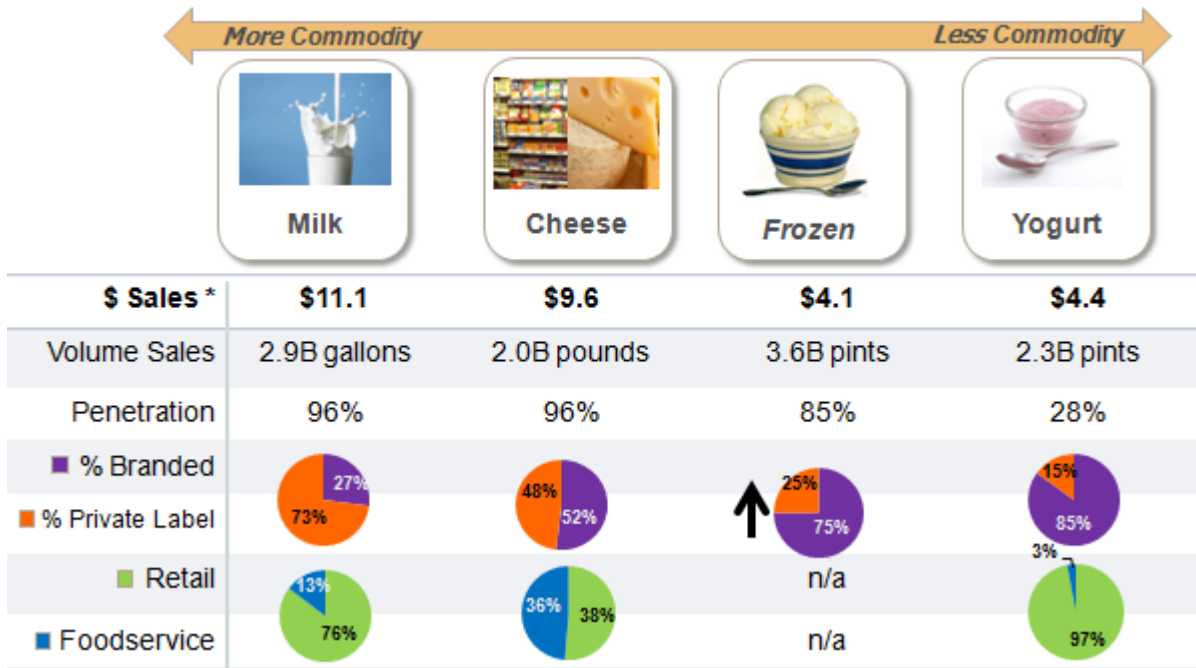 More Commodity
Less Commodity
Milk
Cheese
Frozen
Yogurt
$ Sales * $11.1 $9.6 $4.1 $4.4
Volume Sales 2.9B gallons 2.0B pounds 3.6B pints 2.3B pints
Penetration 96% 96% 85% 28%
% Branded
27%
52%
75%
85%
% Private Label
73%
48%
25%
15%
Retail
76%
38%
n/a
97%
Foodservice
13%
36%
n/a
3%